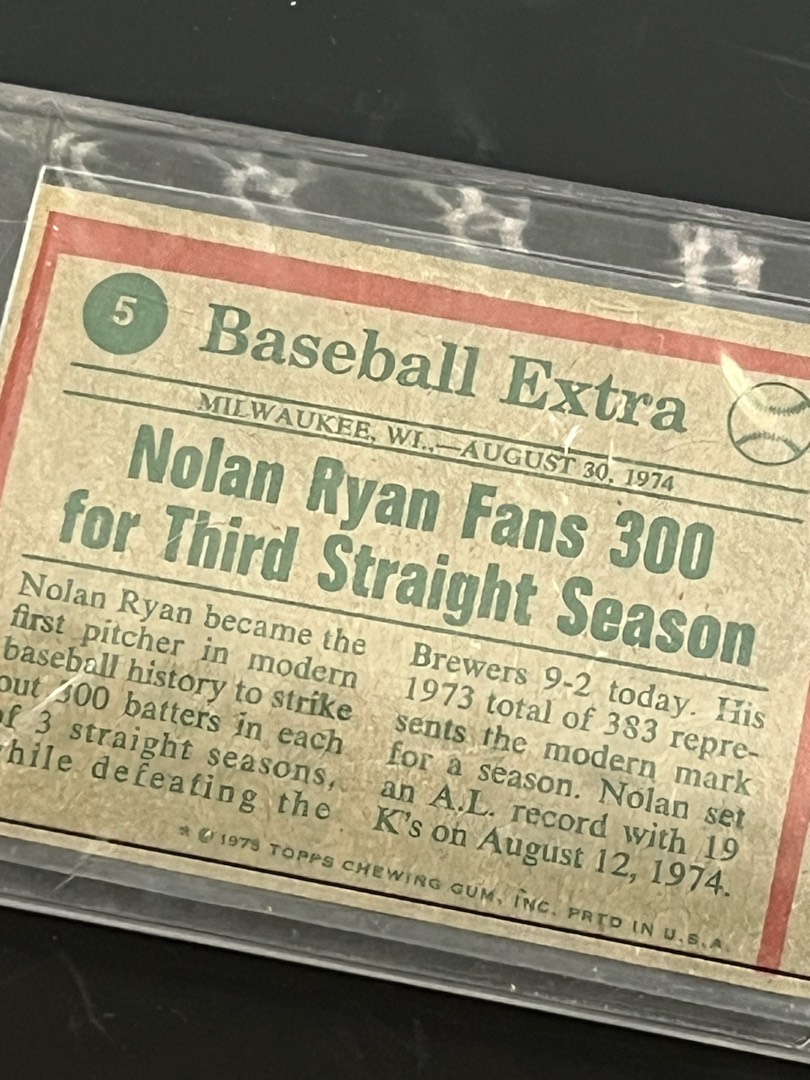 5 Baseball Extra
MILWAUKEE, WI.,—AUGUST 30, 1974
Nolan Ryan Fans 300
for Third Straight Season
Nolan Ryan became the
first pitcher in modern
baseball history to strike
out 300 batters in each
of 3 straight seasons,
while defeating the
Brewers 9-2 today. His
1973 total of 383 repre-
sents the modern mark
for a season. Nolan set
an A.L. record with 19
K's on August 12, 1974.
* © 1975 TOPPS CHEWING GUM, INC. PRTD IN U.S.A.